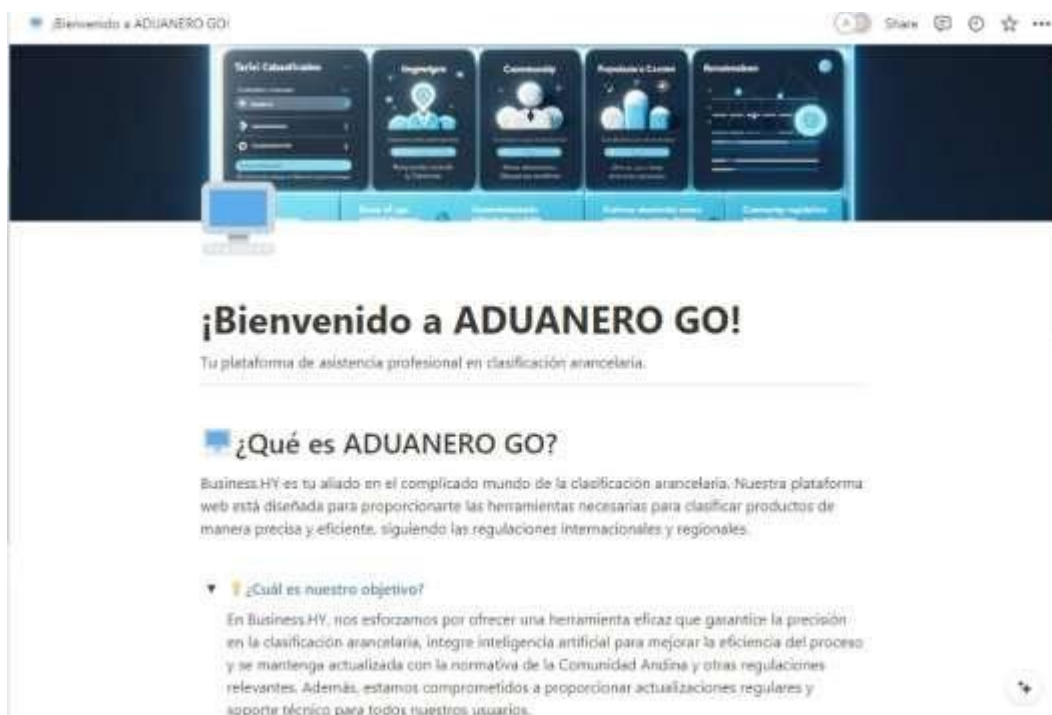 ¡Bienvenido a ADUANERO GO!
Share
Community
¡Bienvenido a ADUANERO GO!
Tu plataforma de asistencia profesional en clasificación arancelaria.
¿Qué es ADUANERO GO?
Business.HY es tu aliado en el complicado mundo de la clasificación arancelaria. Nuestra plataforma
web está diseñada para proporcionarte las herramientas necesarias para clasificar productos de
manera precisa y eficiente, siguiendo las regulaciones internacionales y regionales.
¿Cuál es nuestro objetivo?
En Business.HY, nos esforzamos por ofrecer una herramienta eficaz que garantice la precisión
en la clasificación arancelaria, integre inteligencia artificial para mejorar la eficiencia del proceso
y se mantenga actualizada con la normativa de la Comunidad Andina y otras regulaciones
relevantes. Además, estamos comprometidos a proporcionar actualizaciones regulares y
soporte técnico para todos nuestros usuarios.